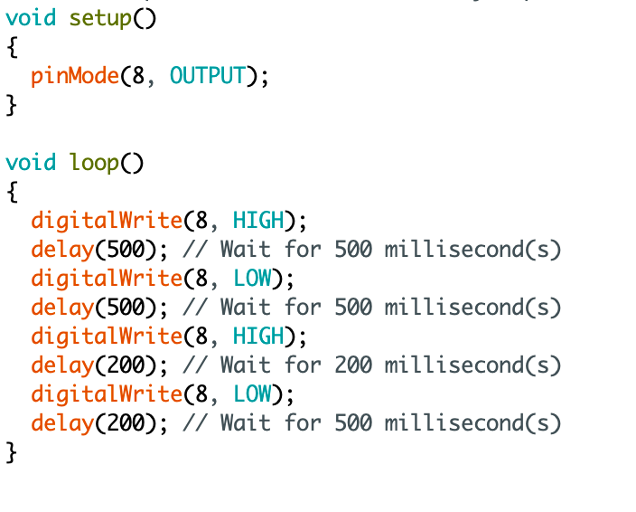 void setup()
{
  pinMode(8, OUTPUT);
}

void loop()
{
  digitalWrite(8, HIGH);
  delay(500); // Wait for 500 millisecond(s)
  digitalWrite(8, LOW);
  delay(500); // Wait for 500 millisecond(s)
  digitalWrite(8, HIGH);
  delay(200); // Wait for 200 millisecond(s)
  digitalWrite(8, LOW);
  delay(200); // Wait for 500 millisecond(s)
}